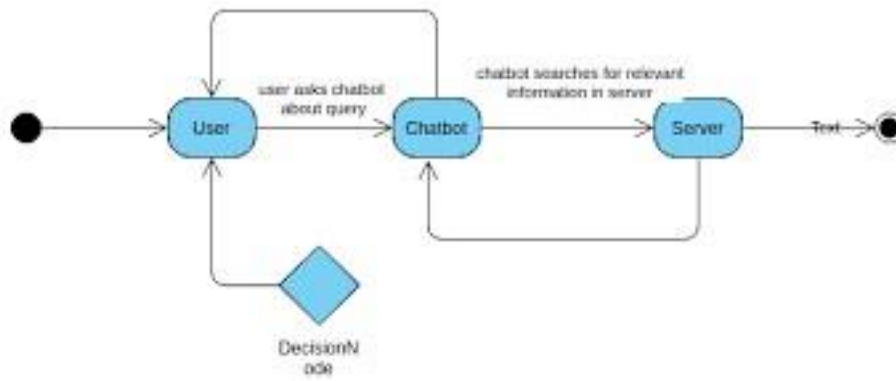 chatbot searches for relevant
information in server
user asks chatbot
about query
User
Chatbot
Server
Text
DecisionN
ode